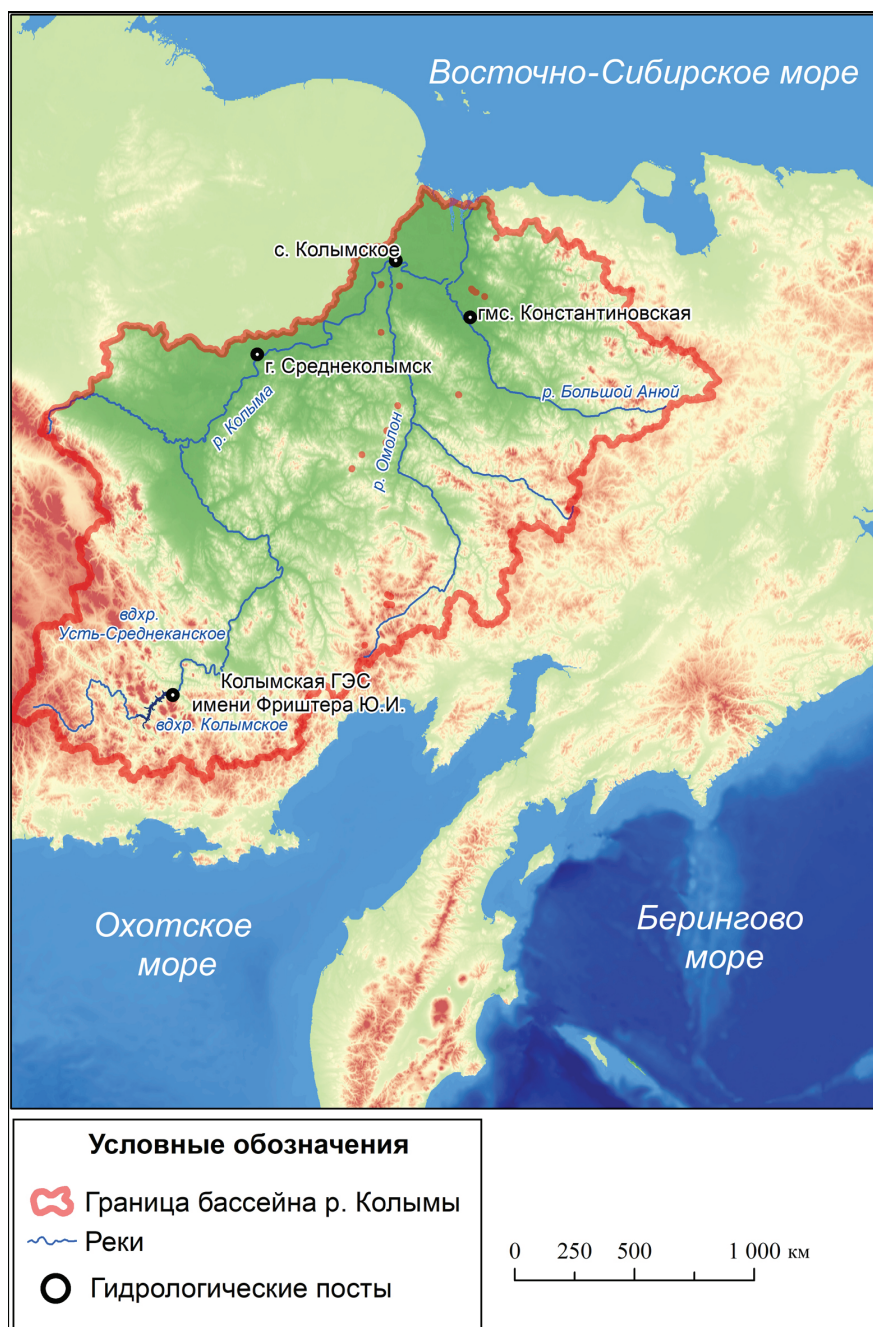 Восточно-Сибирское море
с. Колымское
гмс. Константиновская
г. Среднеколымск
р. Большой Анюй
р. Колыма
р. Омолон
вдхр.
Усть-Среднеканское
Колымская ГЭС
имени Фриштера Ю.И.
вдхр. Колымское
Охотское
море
Берингово
море
Условные обозначения
Граница бассейна р. Колымы
Реки
Гидрологические посты
0 250 500 1 000 км